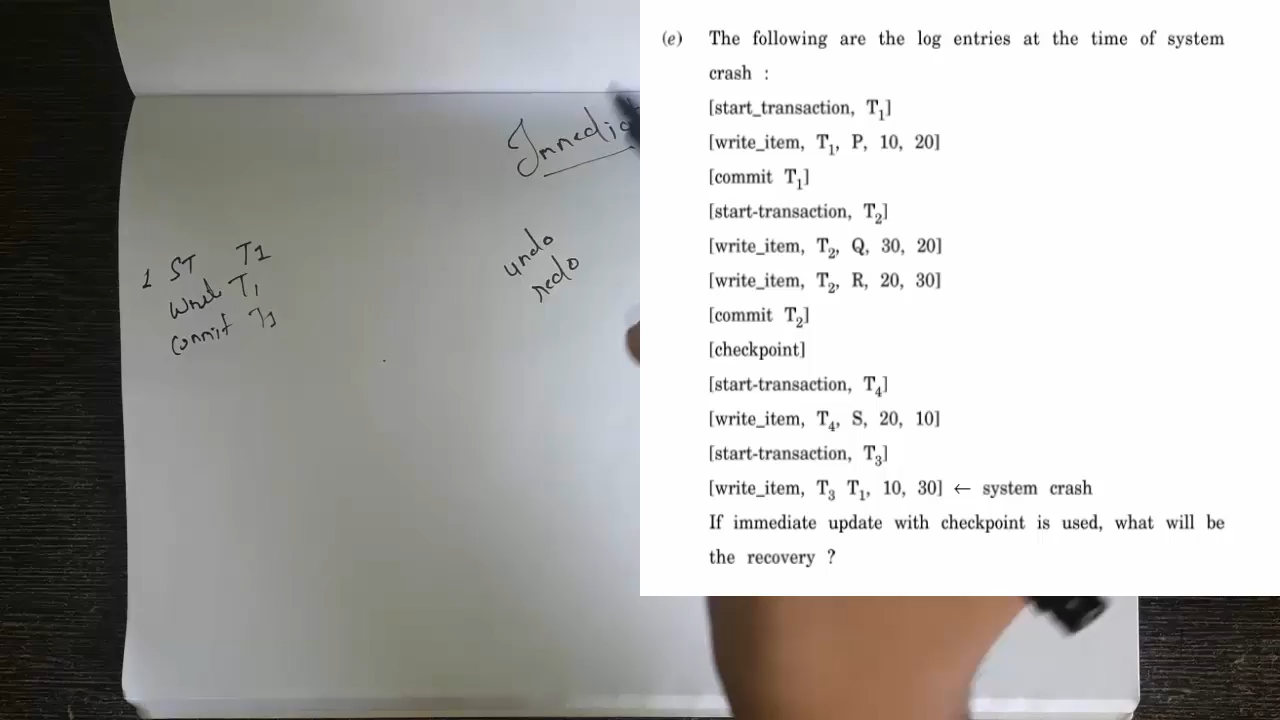 Immedia
1 ST T1
Write T1
Commit T1
undo
redo
(e) The following are the log entries at the time of system
crash :
[start_transaction, T1]
[write_item, T1, P, 10, 20]
[commit T1]
[start-transaction, T2]
[write_item, T2, Q, 30, 20]
[write_item, T2, R, 20, 30]
[commit T2]
[checkpoint]
[start-transaction, T4]
[write_item, T4, S, 20, 10]
[start-transaction, T3]
[write_item, T3 T1, 10, 30] ← system crash
If immediate update with checkpoint is used, what will be
the recovery ?